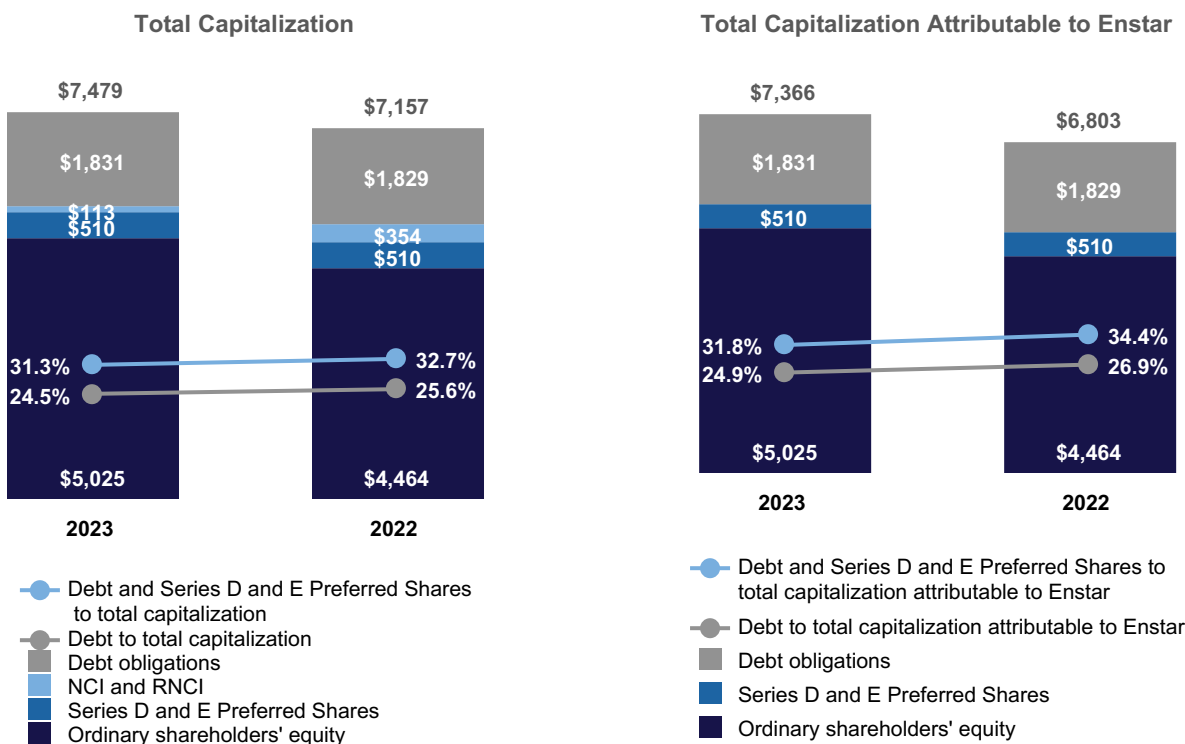 Total Capitalization
$7,479
$7,157
$1,831
$1,829
$113
$354
$510
$510
31.3%
32.7%
24.5%
25.6%
$5,025
$4,464
2023
2022
Debt and Series D and E Preferred Shares
to total capitalization
Debt to total capitalization
Debt obligations
NCI and RNCI
Series D and E Preferred Shares
Ordinary shareholders' equity
Total Capitalization Attributable to Enstar
$7,366
$6,803
$1,831
$1,829
$510
$510
31.8%
34.4%
24.9%
26.9%
$5,025
$4,464
2023
2022
Debt and Series D and E Preferred Shares to
total capitalization attributable to Enstar
Debt to total capitalization attributable to Enstar
Debt obligations
Series D and E Preferred Shares
Ordinary shareholders' equity